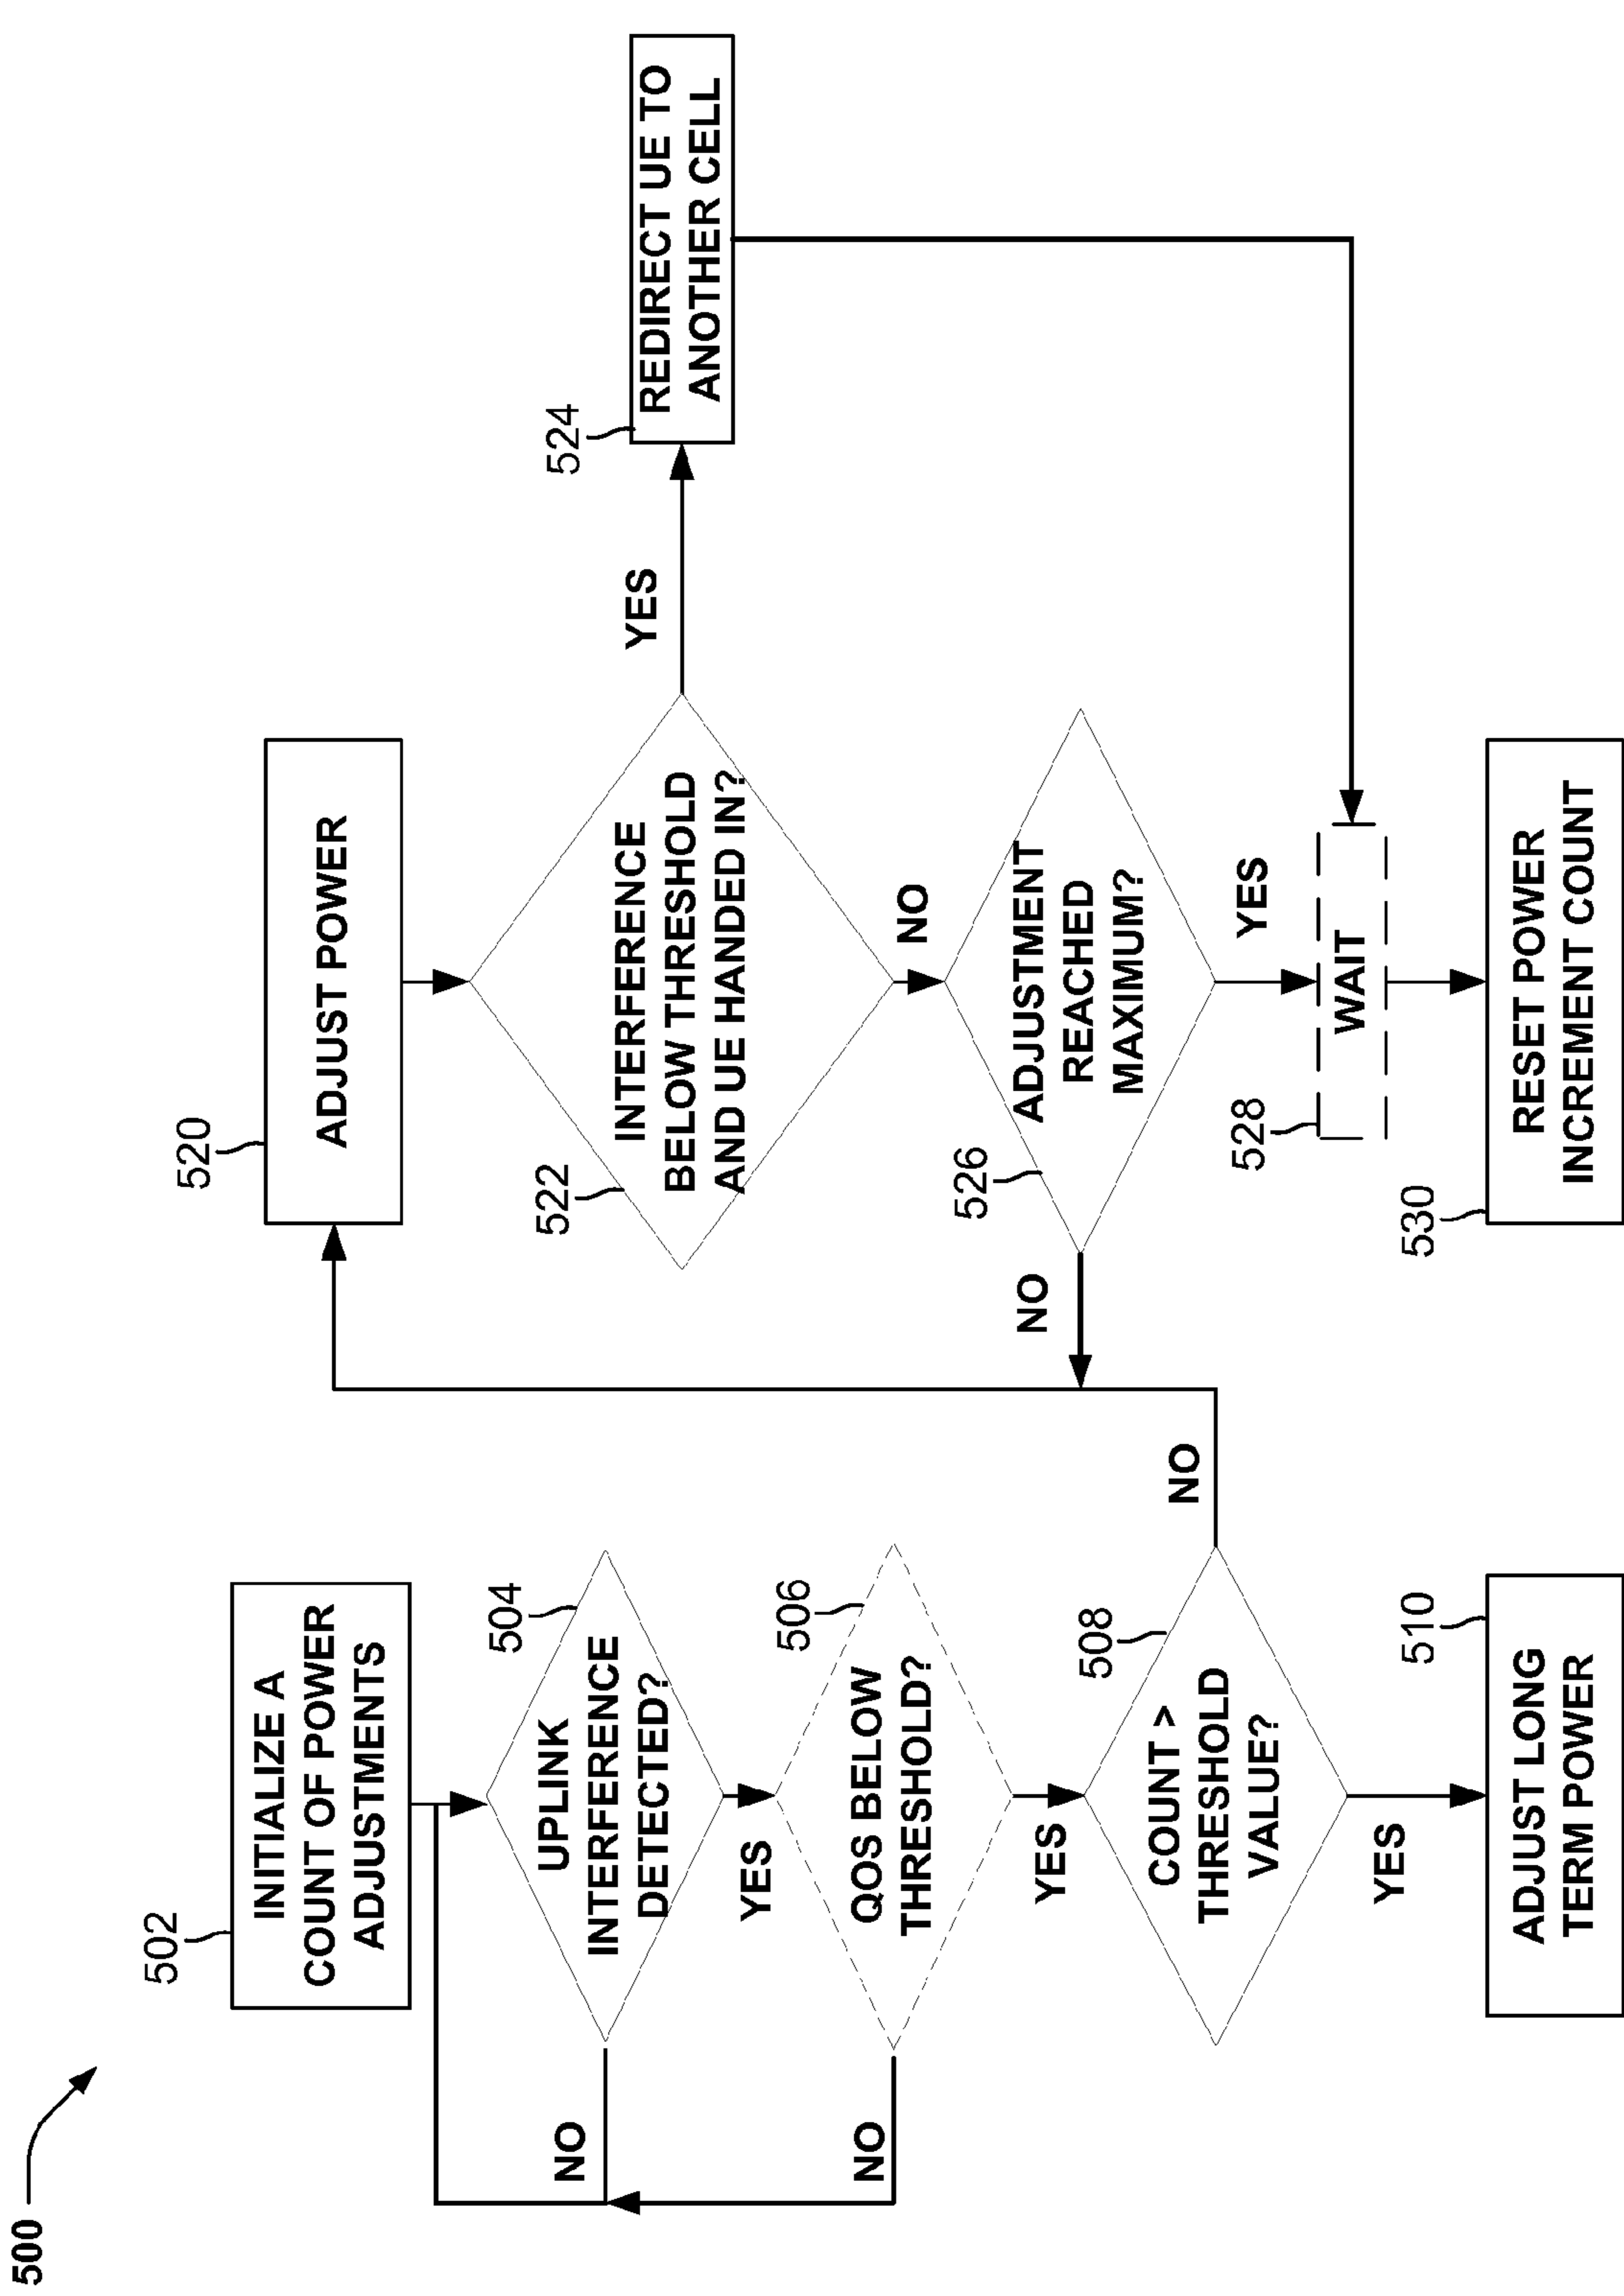 500
502
INITIALIZE A
COUNT OF POWER
ADJUSTMENTS
504
UPLINK
INTERFERENCE
DETECTED?
NO
YES
506
QOS BELOW
THRESHOLD?
NO
YES
508
COUNT >
THRESHOLD
VALUE?
NO
YES
510
ADJUST LONG
TERM POWER
520
ADJUST POWER
522
INTERFERENCE
BELOW THRESHOLD
AND UE HANDED IN?
YES
NO
524
REDIRECT UE TO
ANOTHER CELL
526
ADJUSTMENT
REACHED
MAXIMUM?
NO
YES
528
WAIT
530
RESET POWER
INCREMENT COUNT